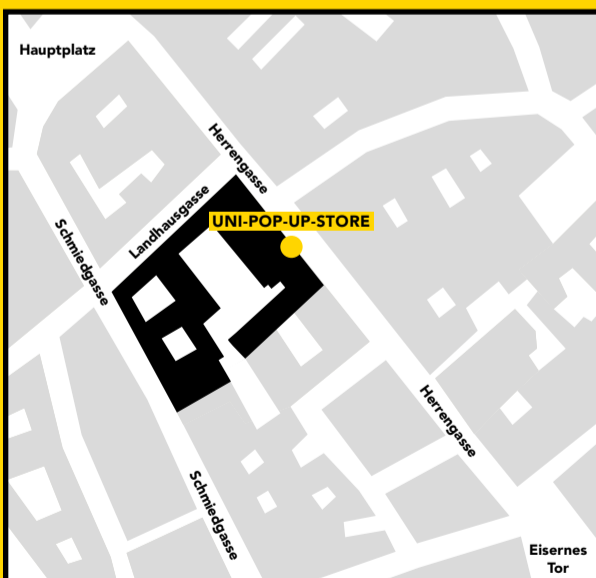 Hauptplatz
Herrengasse
Landhausgasse
UNI-POP-UP-STORE
Schmiedgasse
Herrengasse
Schmiedgasse
Eisernes
Tor